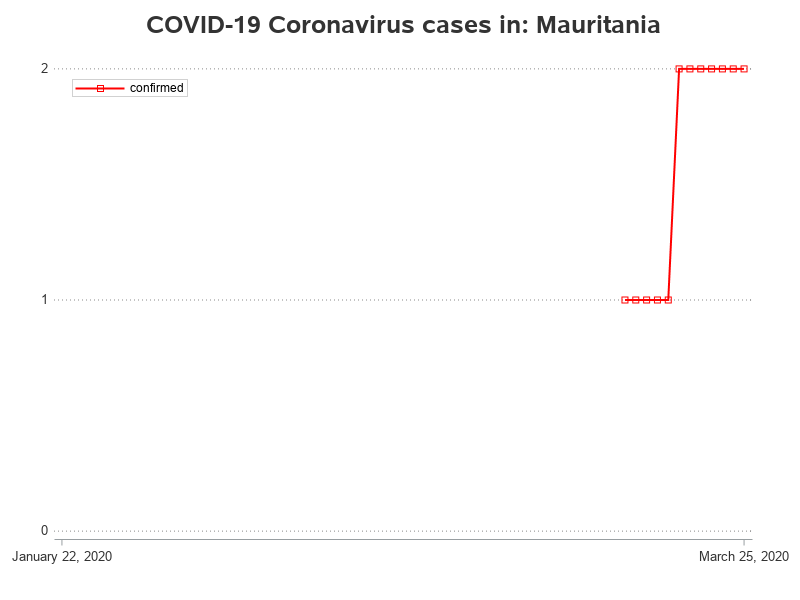 COVID-19 Coronavirus cases in: Mauritania
2
confirmed
1
0
January 22, 2020
March 25, 2020